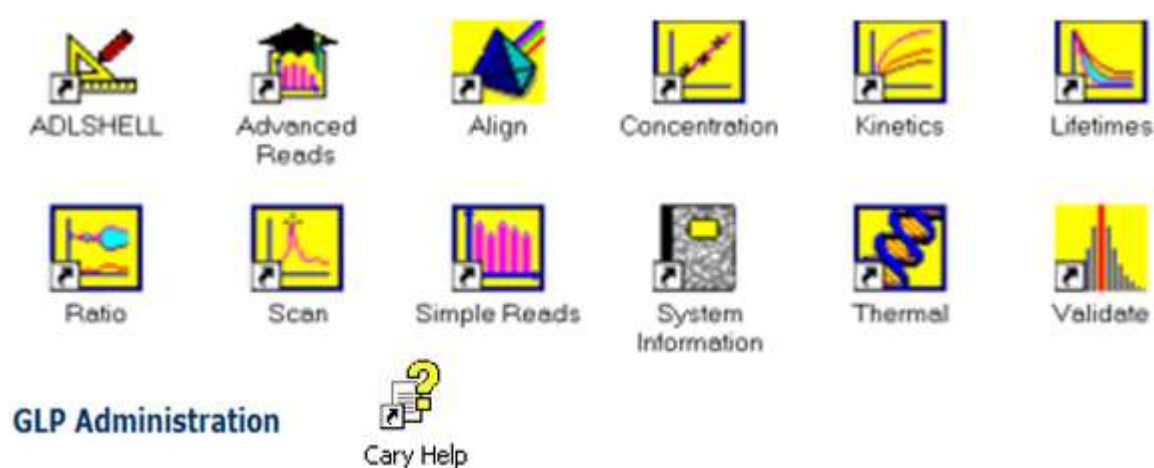 ADLSHELL
Advanced
Reads
Align
Concentration
Kinetics
Lifetimes
Ratio
Scan
Simple Reads
System
Information
Thermal
Validate
GLP Administration
Cary Help